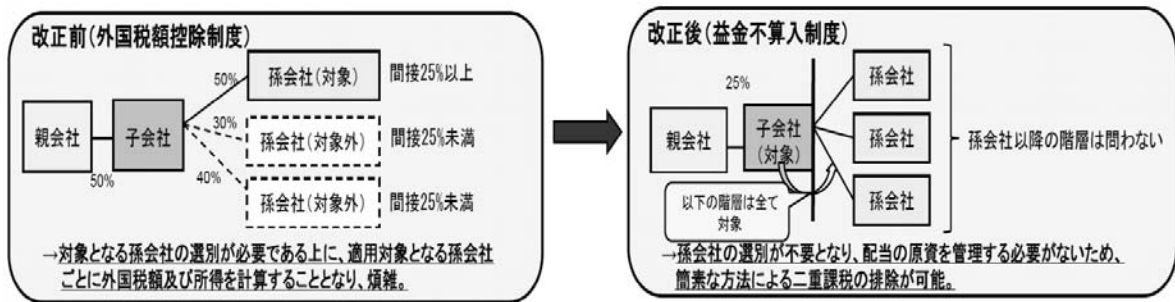 改正前(外国税額控除制度)
50%
孫会社(対象)
間接25%以上
親会社
子会社
30%
孫会社(対象外)
間接25%未満
50%
40%
孫会社(対象外)
間接25%未満
→対象となる孫会社の選別が必要である上に、適用対象となる孫会社
ごとに外国税額及び所得を計算することとなり、煩雑。
改正後(益金不算入制度)
25%
親会社
子会社
(対象)
孫会社
孫会社
孫会社
孫会社以降の階層は問わない
以下の階層は全て
対象
→孫会社の選別が不要となり、配当の原資を管理する必要がないため、
簡素な方法による二重課税の排除が可能。